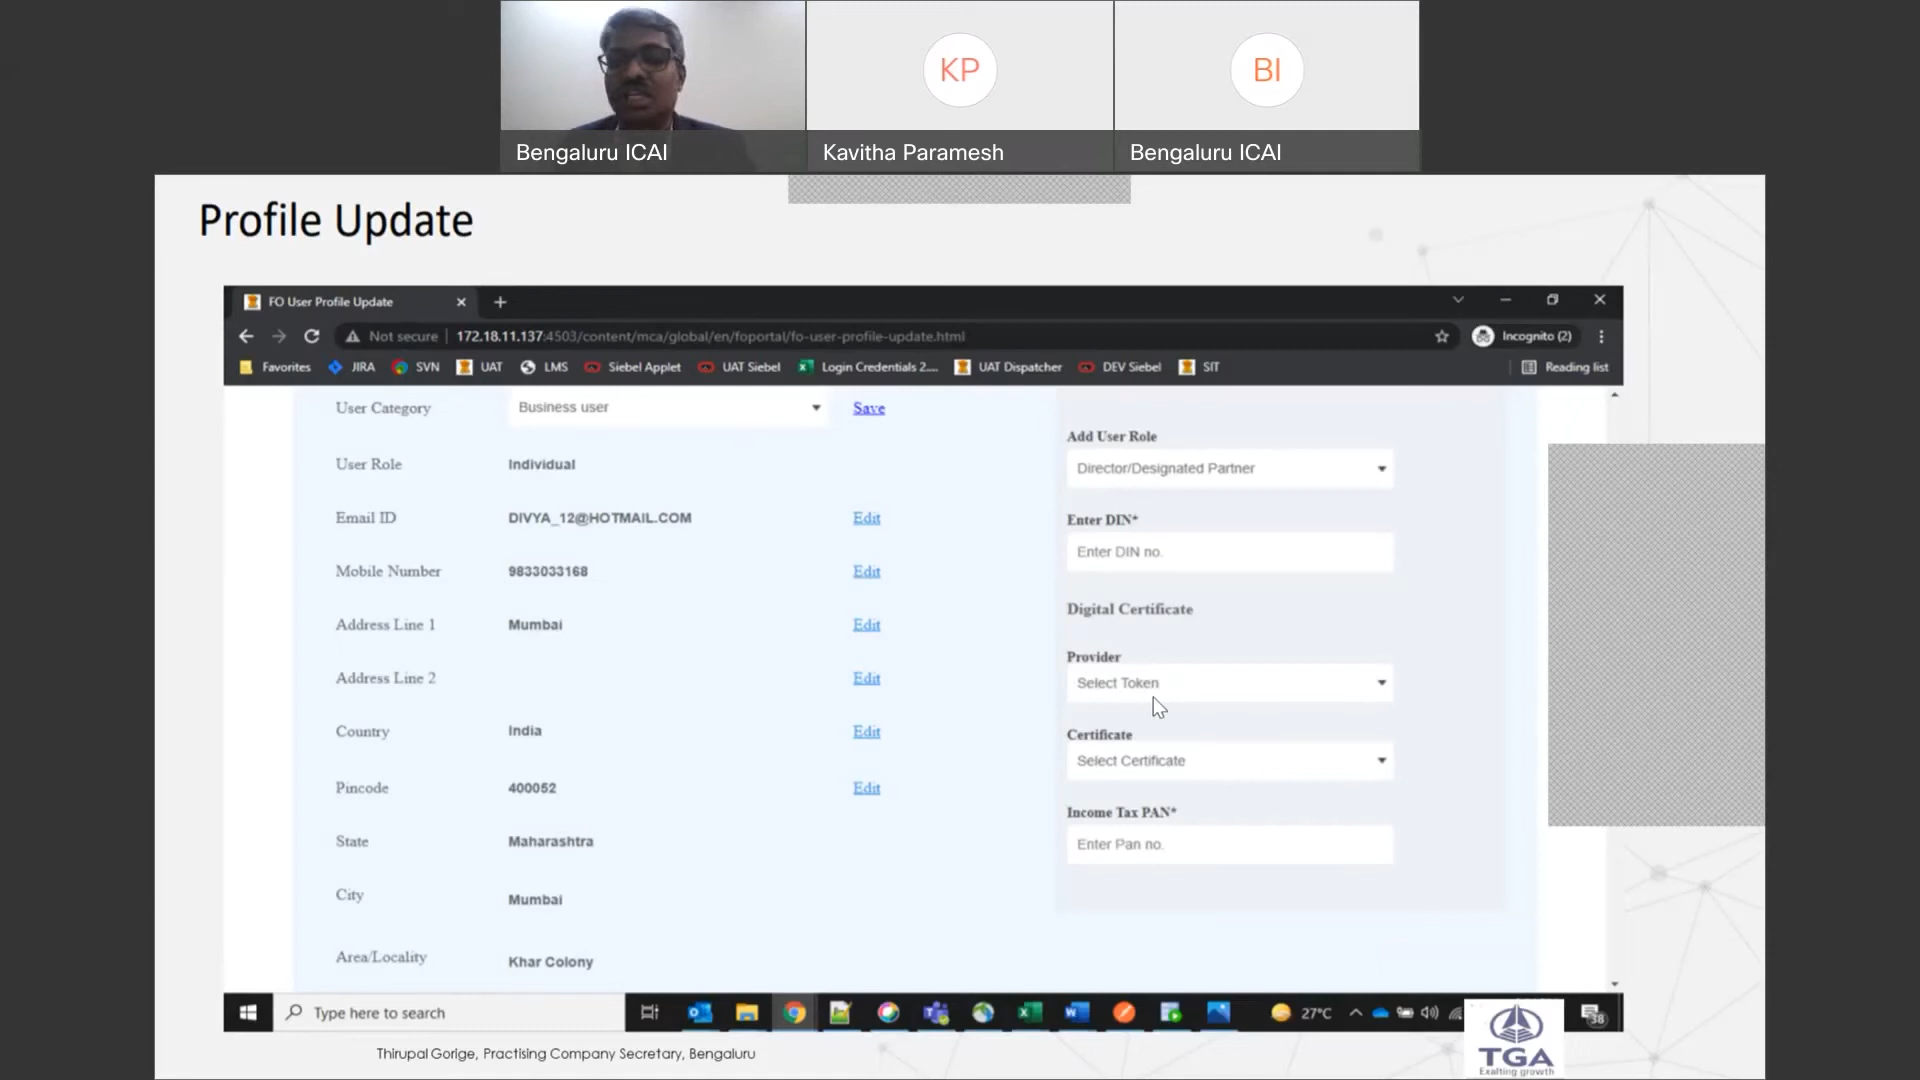 KP
BI
Bengaluru ICAI
Kavitha Paramesh
Bengaluru ICAI
Profile Update
FO User Profile Update
Not secure
172.18.11.137:4503/content/mca/global/en/foportal/fo-user-profile-update.html
Incognito (2)
Favorites JIRA SVN UAT LMS Siebel Applet UAT Siebel Login Credentials 2.... UAT Dispatcher DEV Siebel SIT Reading list
User Category Business user Save
User Role Individual
Email ID DIVYA_12@HOTMAIL.COM Edit
Mobile Number 9833033168 Edit
Address Line 1 Mumbai Edit
Address Line 2 Edit
Country India Edit
Pincode 400052 Edit
State Maharashtra
City Mumbai
Area/Locality Khar Colony
Add User Role
Director/Designated Partner
Enter DIN*
Enter DIN no.
Digital Certificate
Provider
Select Token
Certificate
Select Certificate
Income Tax PAN*
Enter Pan no.
Type here to search
27°C
38
Thirupal Gorige, Practising Company Secretary, Bengaluru
TGA
Exalting growth